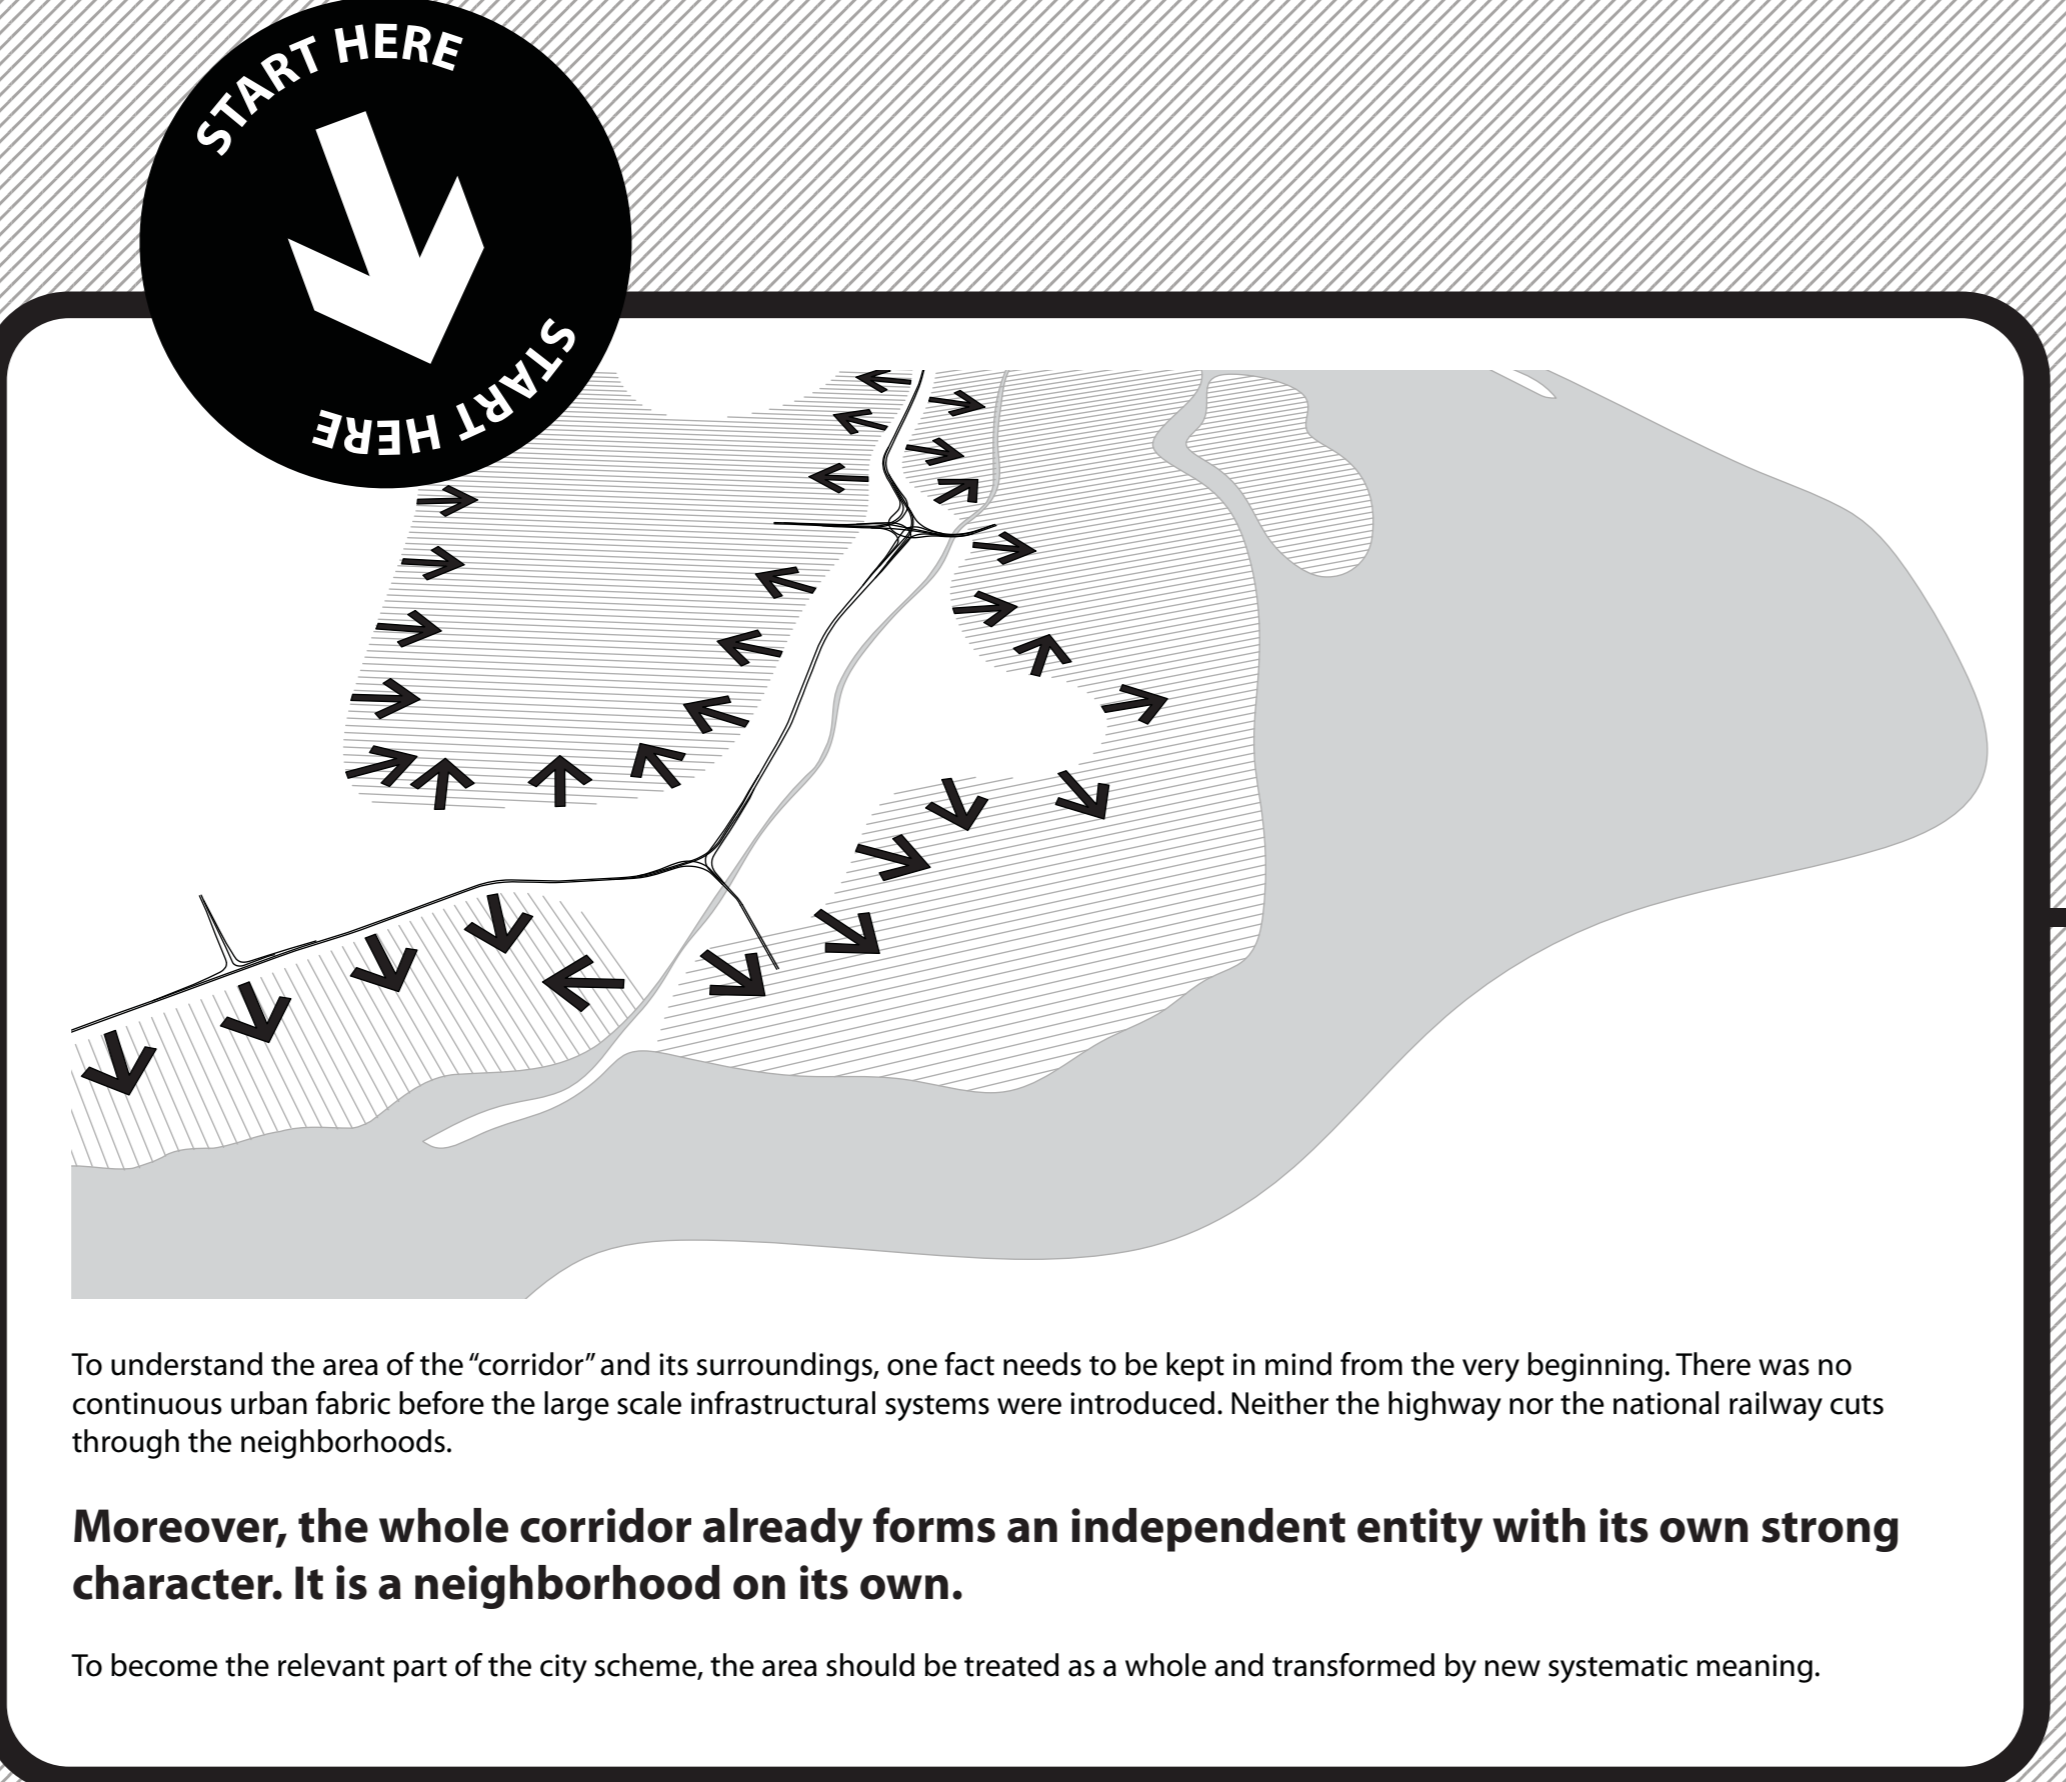 START HERE
START HERE
To understand the area of the “corridor” and its surroundings, one fact needs to be kept in mind from the very beginning. There was no
continuous urban fabric before the large scale infrastructural systems were introduced. Neither the highway nor the national railway cuts
through the neighborhoods.
Moreover, the whole corridor already forms an independent entity with its own strong
character. It is a neighborhood on its own.
To become the relevant part of the city scheme, the area should be treated as a whole and transformed by new systematic meaning.